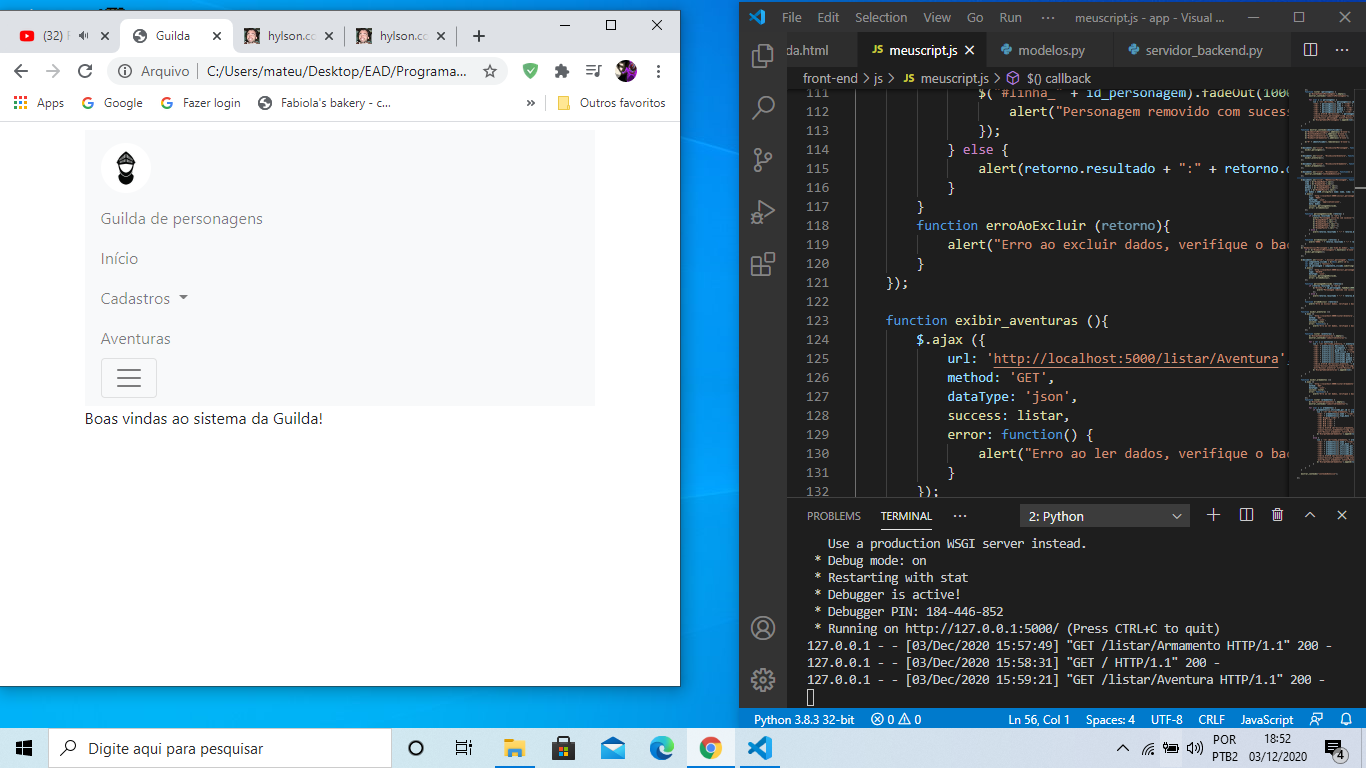 (32) F
Guilda
hylson.cc
hylson.cc
Arquivo
C:/Users/mateu/Desktop/EAD/Programa...
Apps
Google
Fazer login
Fabiola's bakery - c...
»
Outros favoritos
Guilda de personagens
Início
Cadastros
Aventuras
Boas vindas ao sistema da Guilda!
File Edit Selection View Go Run ··· meuscript.js - app - Visual ...
da.html
JS meuscript.js
modelos.py
servidor_backend.py
front-end > js > JS meuscript.js > $() callback
111 $("#linha_" + id_personagem).fadeOut(100
112 alert("Personagem removido com suces
113 });
114 } else {
115 alert(retorno.resultado + ":" + retorno.
116 }
117 }
118 function erroAoExcluir (retorno){
119 alert("Erro ao excluir dados, verifique o ba
120 }
121 });
122
123 function exibir_aventuras (){
124 $.ajax ({
125 url: 'http://localhost:5000/listar/Aventura'
126 method: 'GET',
127 dataType: 'json',
128 success: listar,
129 error: function() {
130 alert("Erro ao ler dados, verifique o bac
131 }
132 });
PROBLEMS TERMINAL ··· 2: Python
Use a production WSGI server instead.
* Debug mode: on
* Restarting with stat
* Debugger is active!
* Debugger PIN: 184-446-852
* Running on http://127.0.0.1:5000/ (Press CTRL+C to quit)
127.0.0.1 - - [03/Dec/2020 15:57:49] "GET /listar/Armamento HTTP/1.1" 200 -
127.0.0.1 - - [03/Dec/2020 15:58:31] "GET / HTTP/1.1" 200 -
127.0.0.1 - - [03/Dec/2020 15:59:21] "GET /listar/Aventura HTTP/1.1" 200 -
Python 3.8.3 32-bit 0 0 Ln 56, Col 1 Spaces: 4 UTF-8 CRLF JavaScript
Digite aqui para pesquisar
POR
PTB2
18:52
03/12/2020
4